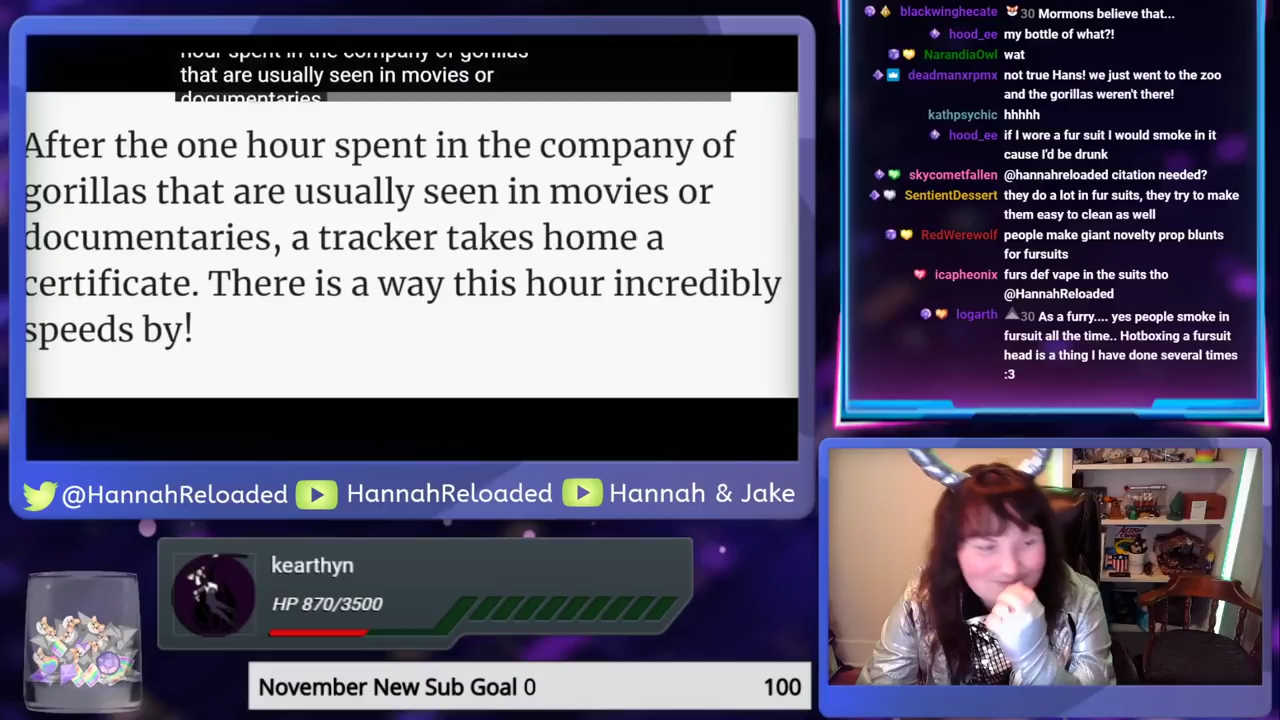 hour spent in the company of gorillas
that are usually seen in movies or
documentaries
After the one hour spent in the company of
gorillas that are usually seen in movies or
documentaries, a tracker takes home a
certificate. There is a way this hour incredibly
speeds by!
@HannahReloaded HannahReloaded Hannah & Jake
kearthyn
HP 870/3500
November New Sub Goal 0 100
blackwinghecate 30 Mormons believe that...
hood_ee my bottle of what?!
NarandiaOwl wat
deadmanxrpmx not true Hans! we just went to the zoo
and the gorillas weren't there!
kathpsychic hhhhh
hood_ee if I wore a fur suit I would smoke in it
cause I'd be drunk
skycometfallen @hannahreloaded citation needed?
SentientDessert they do a lot in fur suits, they try to make
them easy to clean as well
RedWerewolf people make giant novelty prop blunts
for fursuits
icapheonix furs def vape in the suits tho
@HannahReloaded
logarth 30 As a furry.... yes people smoke in
fursuit all the time.. Hotboxing a fursuit
head is a thing I have done several times
:3